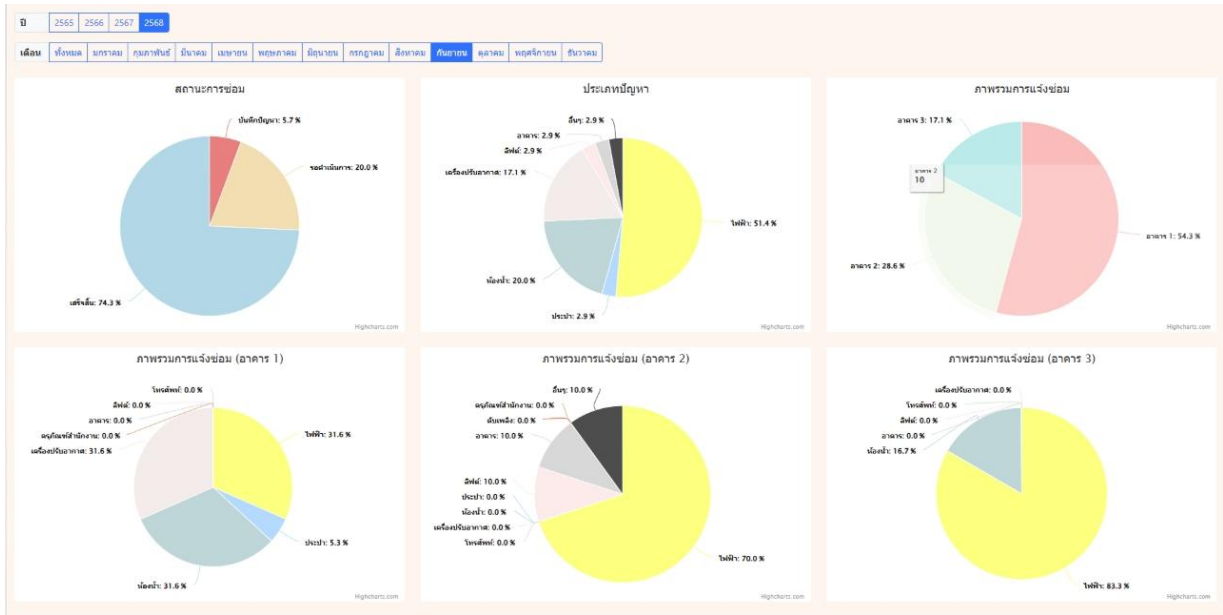 ปี 2565 2566 2567 2568
เดือน ทั้งหมด มกราคม กุมภาพันธ์ มีนาคม เมษายน พฤษภาคม มิถุนายน กรกฎาคม สิงหาคม กันยายน ตุลาคม พฤศจิกายน ธันวาคม
สถานะการซ่อม
บันทึกปัญหา: 5.7 %
รอดำเนินการ: 20.0 %
เสร็จสิ้น: 74.3 %
Highcharts.com
ประเภทปัญหา
อื่นๆ: 2.9 %
อาคาร: 2.9 %
ลิฟต์: 2.9 %
เครื่องปรับอากาศ: 17.1 %
ไฟฟ้า: 51.4 %
ห้องน้ำ: 20.0 %
ประปา: 2.9 %
Highcharts.com
ภาพรวมการแจ้งซ่อม
อาคาร 3: 17.1 %
อาคาร 2
10
อาคาร 1: 54.3 %
อาคาร 2: 28.6 %
Highcharts.com
ภาพรวมการแจ้งซ่อม (อาคาร 1)
โทรศัพท์: 0.0 %
ลิฟต์: 0.0 %
อาคาร: 0.0 %
ครุภัณฑ์สำนักงาน: 0.0 %
เครื่องปรับอากาศ: 31.6 %
ไฟฟ้า: 31.6 %
ประปา: 5.3 %
ห้องน้ำ: 31.6 %
Highcharts.com
ภาพรวมการแจ้งซ่อม (อาคาร 2)
อื่นๆ: 10.0 %
ครุภัณฑ์สำนักงาน: 0.0 %
ดับเพลิง: 0.0 %
อาคาร: 10.0 %
ลิฟต์: 10.0 %
ประปา: 0.0 %
ห้องน้ำ: 0.0 %
เครื่องปรับอากาศ: 0.0 %
โทรศัพท์: 0.0 %
ไฟฟ้า: 70.0 %
Highcharts.com
ภาพรวมการแจ้งซ่อม (อาคาร 3)
เครื่องปรับอากาศ: 0.0 %
โทรศัพท์: 0.0 %
ลิฟต์: 0.0 %
อาคาร: 0.0 %
ห้องน้ำ: 16.7 %
ไฟฟ้า: 83.3 %
Highcharts.com